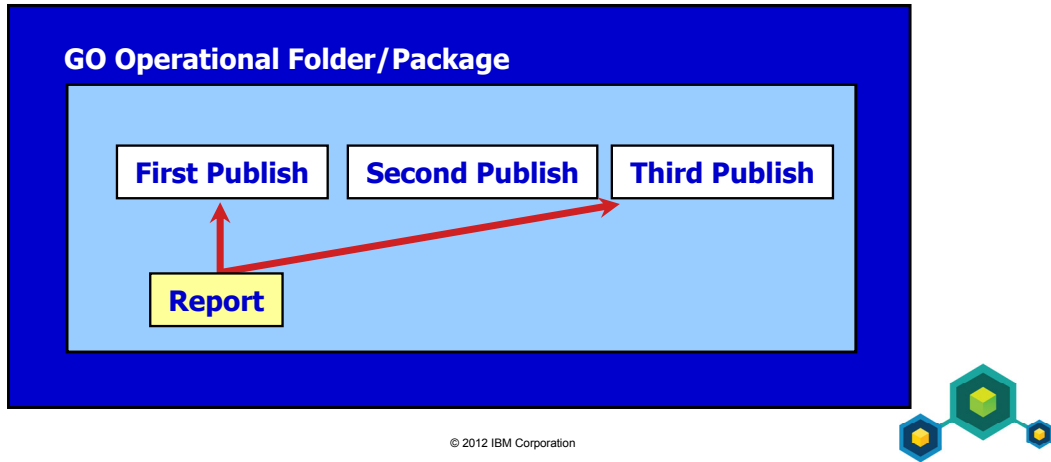 GO Operational Folder/Package
First Publish
Second Publish
Third Publish
Report
© 2012 IBM Corporation